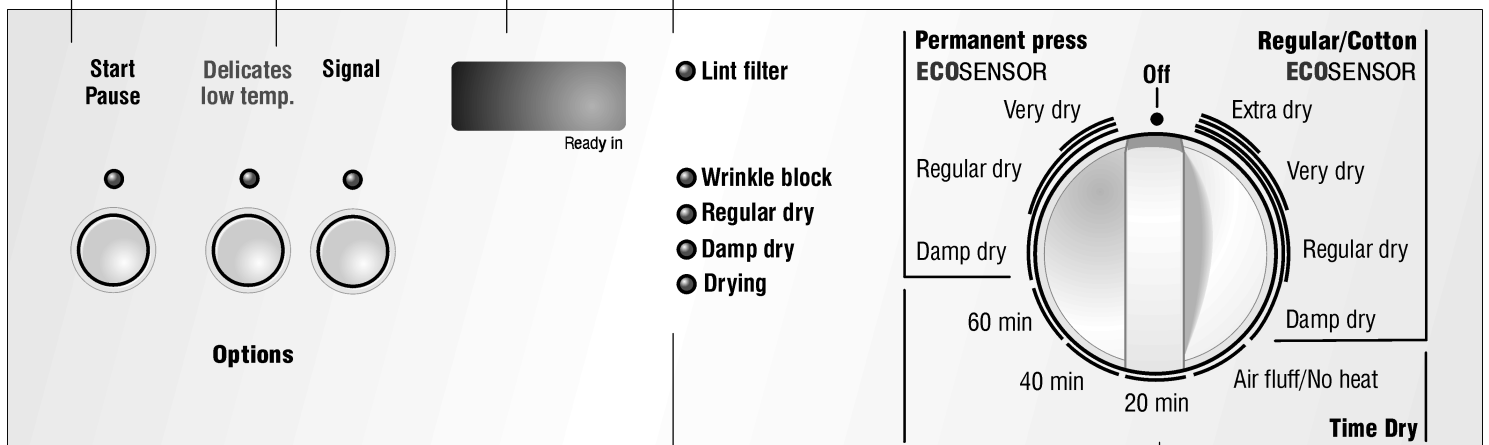 Start
Pause
Delicates
low temp.
Signal
Ready in
Options
Lint filter
Wrinkle block
Regular dry
Damp dry
Drying
Permanent press
ECOSENSOR
Very dry
Regular dry
Damp dry
Off
Regular/Cotton
ECOSENSOR
Extra dry
Very dry
Regular dry
Damp dry
60 min
40 min
20 min
Air fluff/No heat
Time Dry